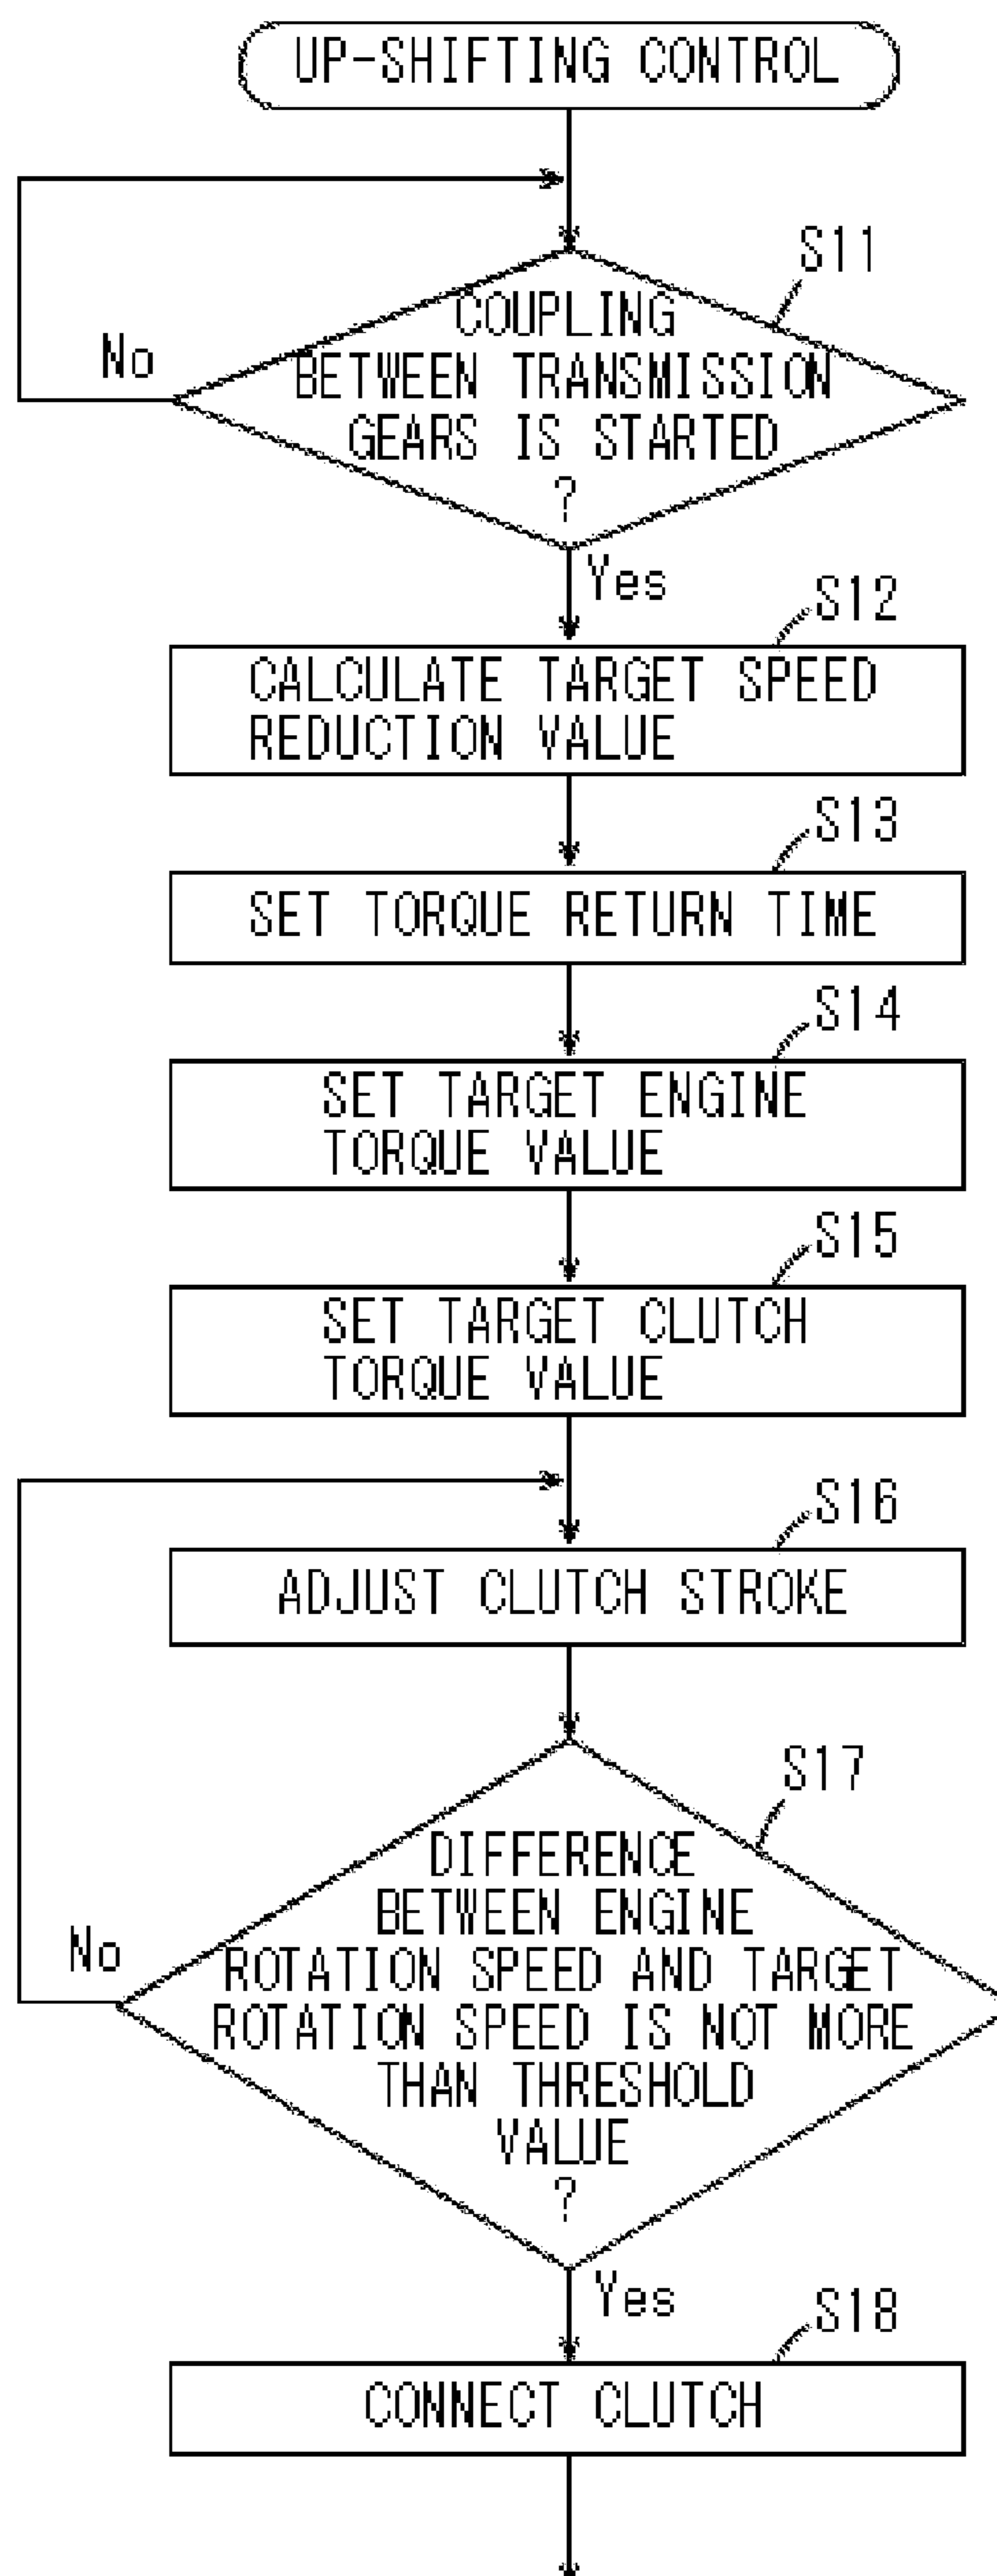 UP-SHIFTING CONTROL
S11
COUPLING
BETWEEN TRANSMISSION
GEARS IS STARTED
?
No
Yes
S12
CALCULATE TARGET SPEED
REDUCTION VALUE
S13
SET TORQUE RETURN TIME
S14
SET TARGET ENGINE
TORQUE VALUE
S15
SET TARGET CLUTCH
TORQUE VALUE
S16
ADJUST CLUTCH STROKE
S17
DIFFERENCE
BETWEEN ENGINE
ROTATION SPEED AND TARGET
ROTATION SPEED IS NOT MORE
THAN THRESHOLD
VALUE
?
No
Yes
S18
CONNECT CLUTCH